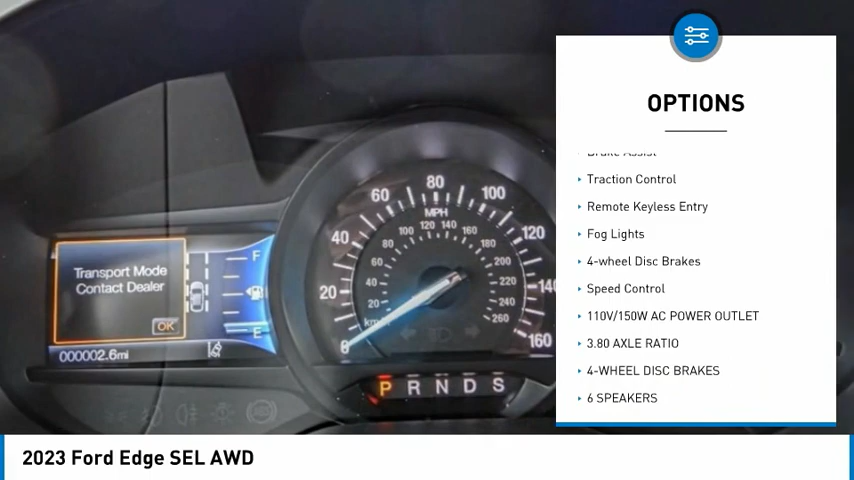 Transport Mode
Contact Dealer
OK
000002.6mi
F
E
0 20 40 60 80 100 120 140 160
MPH
20 40 60 80 100 120 140 160 180 200 220 240 260
km/h
P R N D S
OPTIONS
Brake Assist
Traction Control
Remote Keyless Entry
Fog Lights
4-wheel Disc Brakes
Speed Control
110V/150W AC POWER OUTLET
3.80 AXLE RATIO
4-WHEEL DISC BRAKES
6 SPEAKERS
2023 Ford Edge SEL AWD